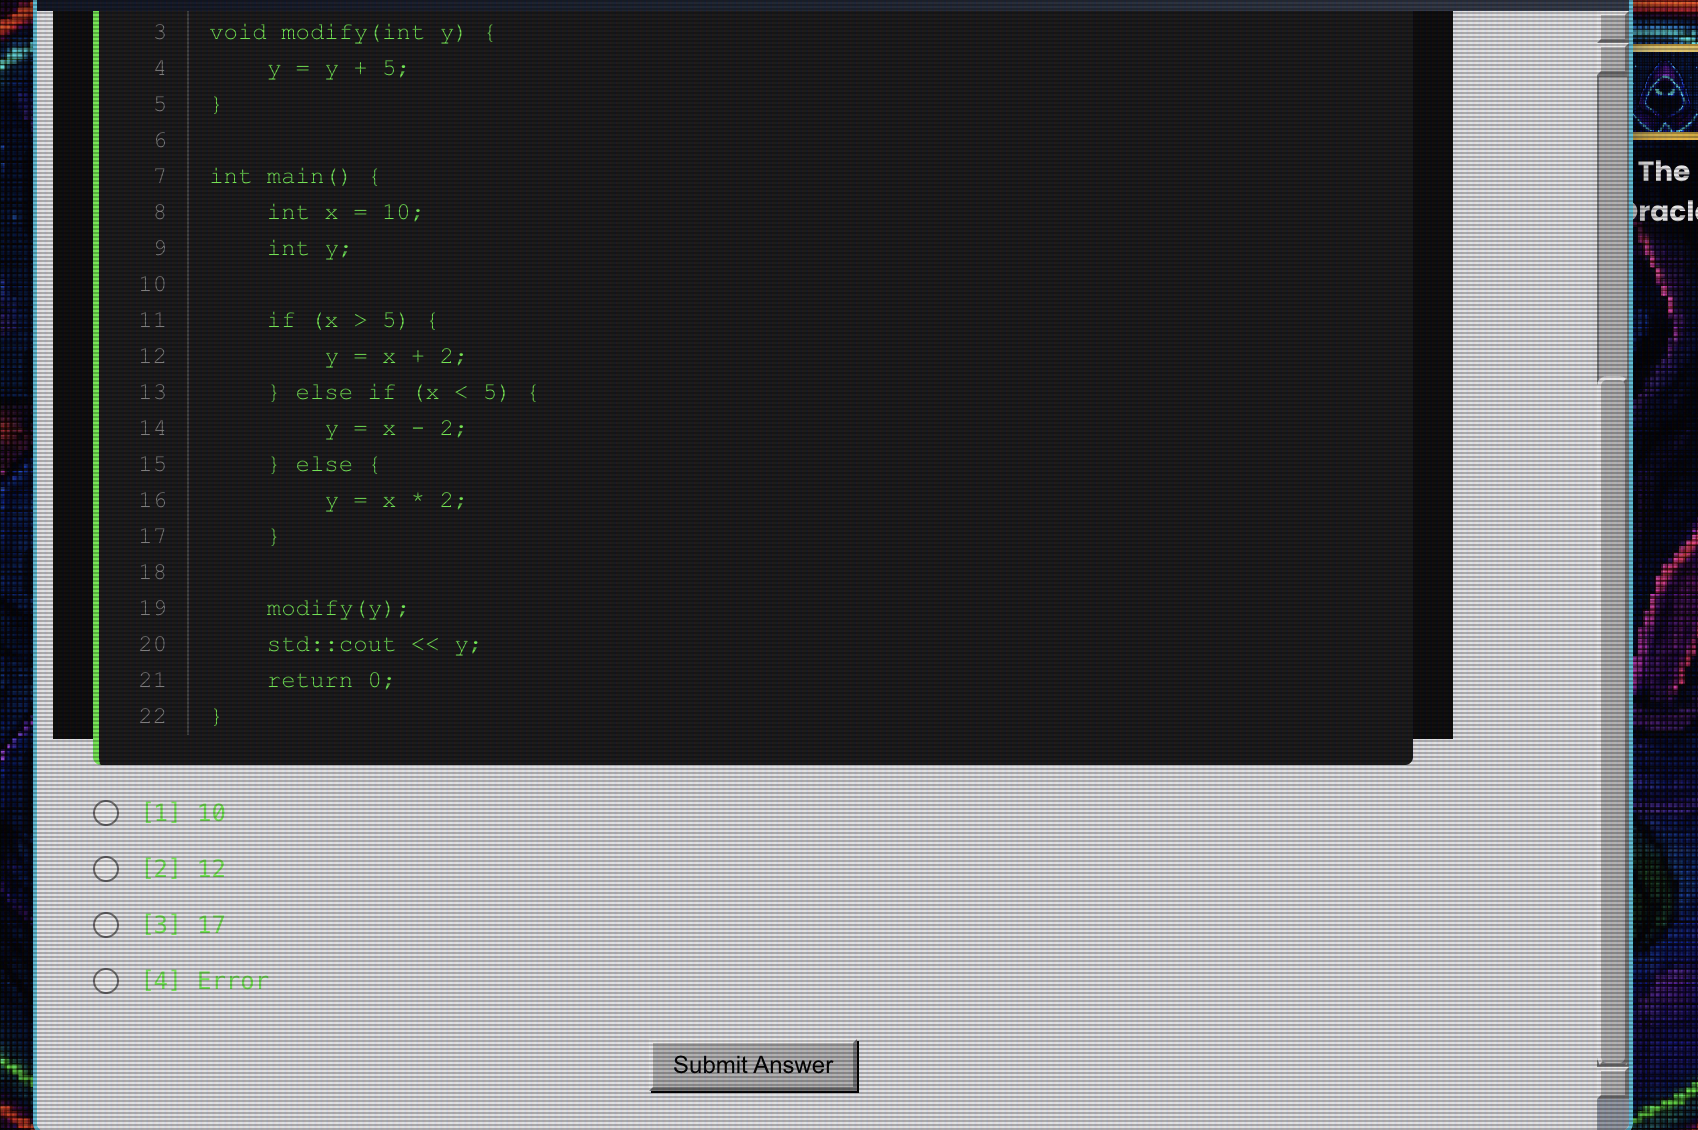 3 void modify(int y) {
4     y = y + 5;
5 }
6
7 int main() {
8     int x = 10;
9     int y;
10
11     if (x > 5) {
12         y = x + 2;
13     } else if (x < 5) {
14         y = x - 2;
15     } else {
16         y = x * 2;
17     }
18
19     modify(y);
20     std::cout << y;
21     return 0;
22 }
[1] 10
[2] 12
[3] 17
[4] Error
Submit Answer
The